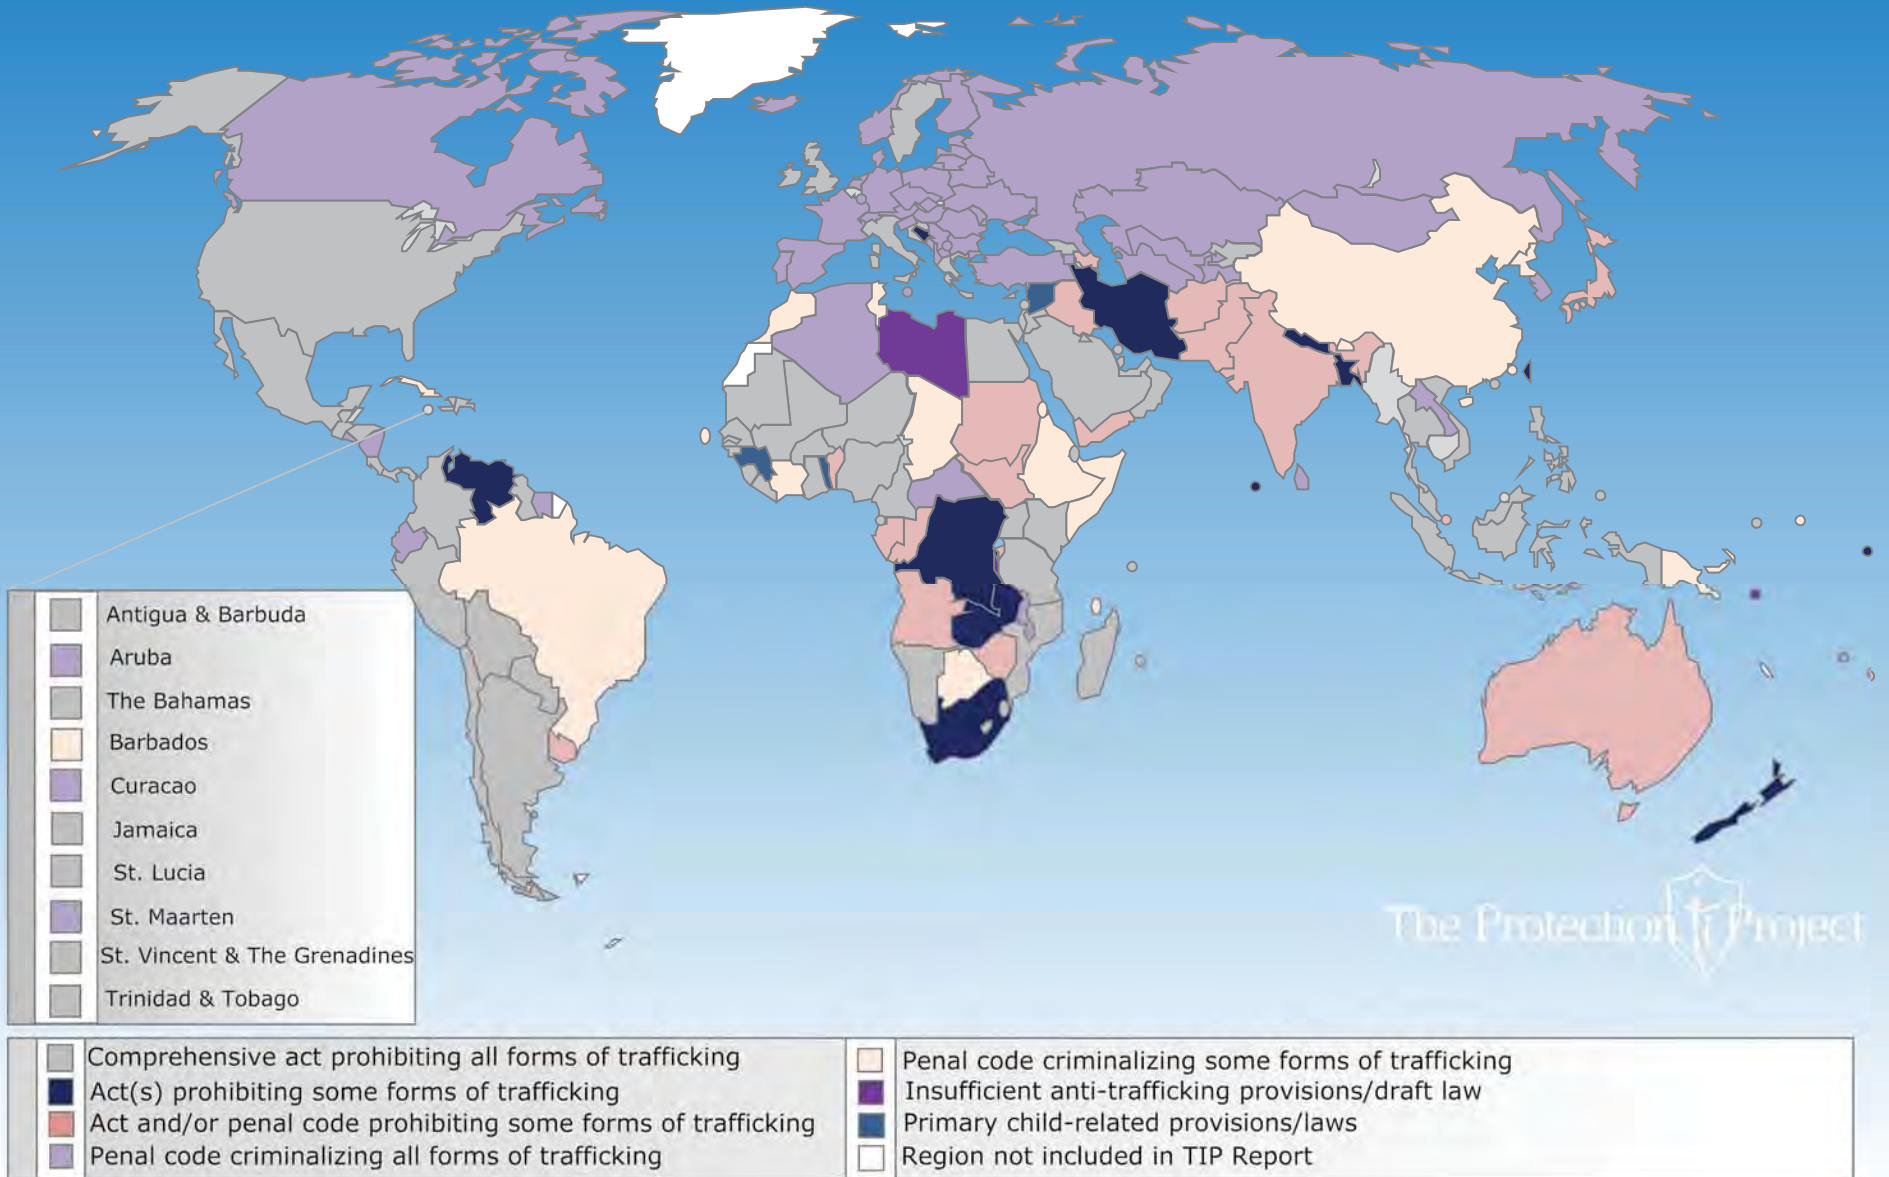 Antigua & Barbuda
Aruba
The Bahamas
Barbados
Curacao
Jamaica
St. Lucia
St. Maarten
St. Vincent & The Grenadines
Trinidad & Tobago
The Protection Project
Comprehensive act prohibiting all forms of trafficking
Act(s) prohibiting some forms of trafficking
Act and/or penal code prohibiting some forms of trafficking
Penal code criminalizing all forms of trafficking
Penal code criminalizing some forms of trafficking
Insufficient anti-trafficking provisions/draft law
Primary child-related provisions/laws
Region not included in TIP Report